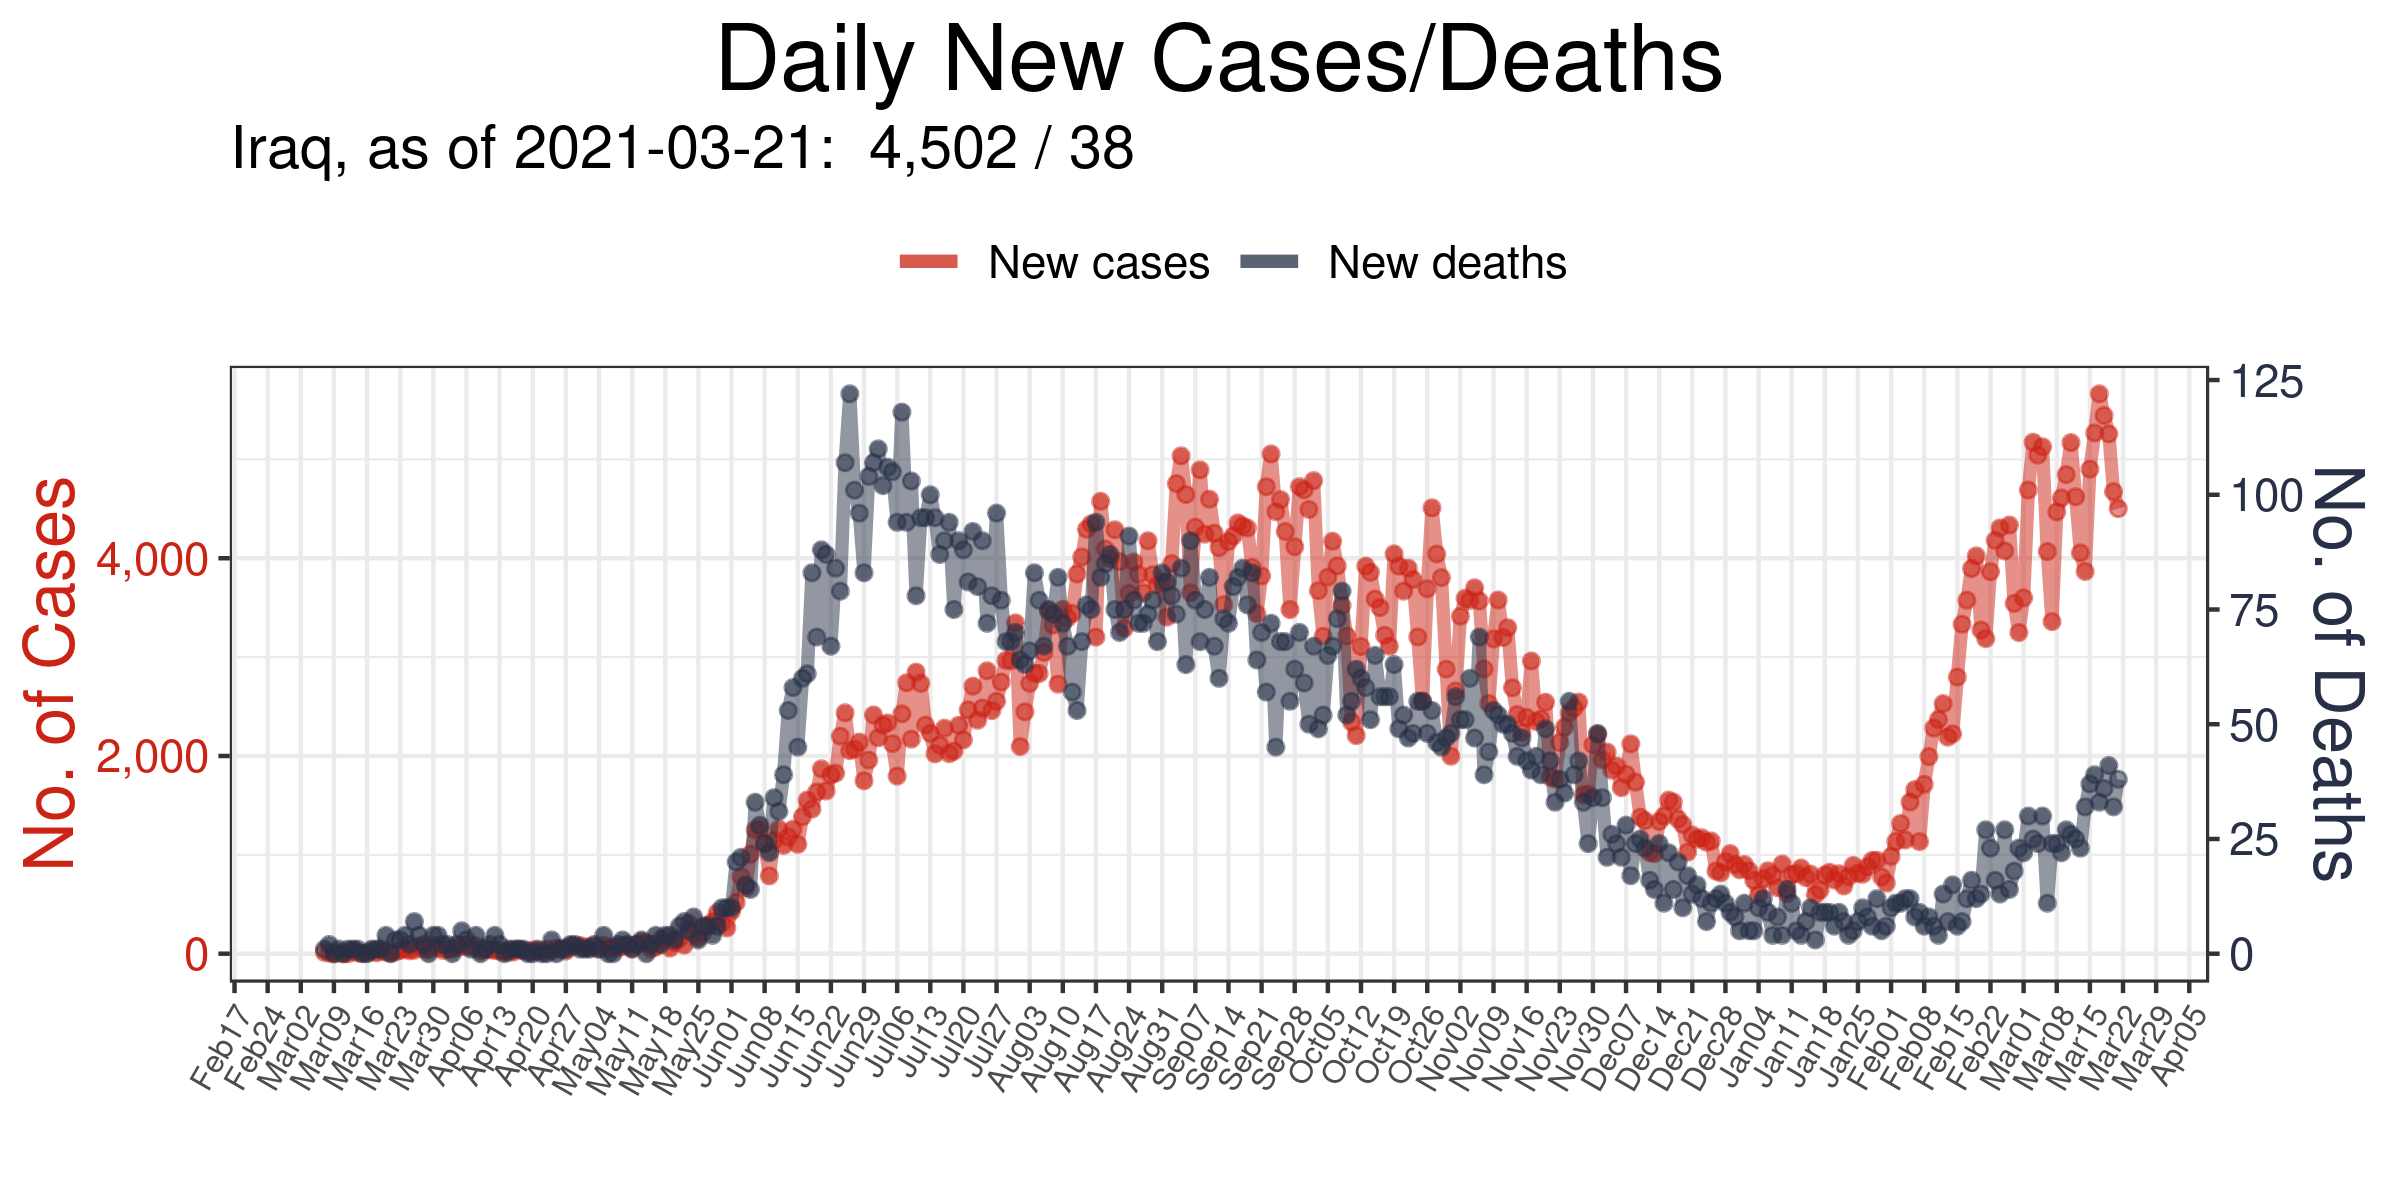 Daily New Cases/Deaths
Iraq, as of 2021-03-21:  4,502 / 38
New cases
New deaths
No. of Cases
4,000
2,000
0
125
100
75
50
25
0
No. of Deaths
Feb17
Feb24
Mar02
Mar09
Mar16
Mar23
Mar30
Apr06
Apr13
Apr20
Apr27
May04
May11
May18
May25
Jun01
Jun08
Jun15
Jun22
Jun29
Jul06
Jul13
Jul20
Jul27
Aug03
Aug10
Aug17
Aug24
Aug31
Sep07
Sep14
Sep21
Sep28
Oct05
Oct12
Oct19
Oct26
Nov02
Nov09
Nov16
Nov23
Nov30
Dec07
Dec14
Dec21
Dec28
Jan04
Jan11
Jan18
Jan25
Feb01
Feb08
Feb15
Feb22
Mar01
Mar08
Mar15
Mar22
Mar29
Apr05